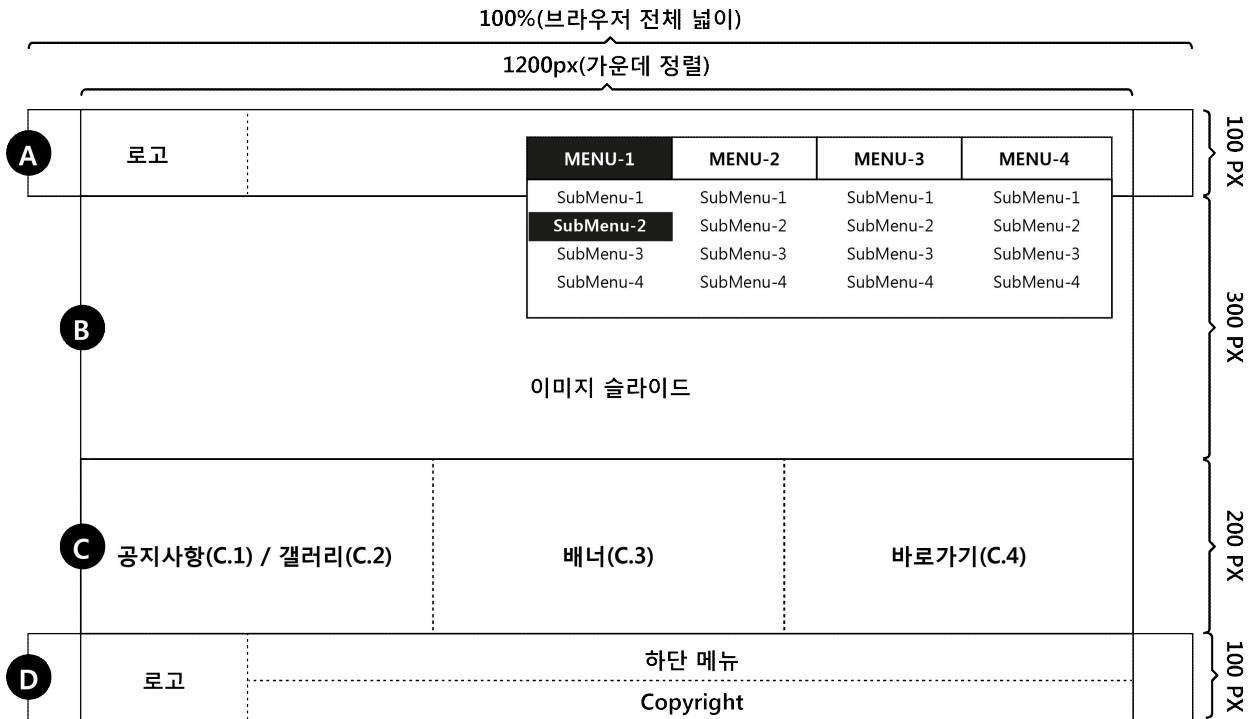 100%(브라우저 전체 넓이)
1200px(가운데 정렬)
A
로고
MENU-1 MENU-2 MENU-3 MENU-4
100 PX
SubMenu-1 SubMenu-1 SubMenu-1 SubMenu-1
SubMenu-2 SubMenu-2 SubMenu-2 SubMenu-2
SubMenu-3 SubMenu-3 SubMenu-3 SubMenu-3
SubMenu-4 SubMenu-4 SubMenu-4 SubMenu-4
B
300 PX
이미지 슬라이드
C
공지사항(C.1) / 갤러리(C.2)
배너(C.3)
바로가기(C.4)
200 PX
D
로고
하단 메뉴
Copyright
100 PX